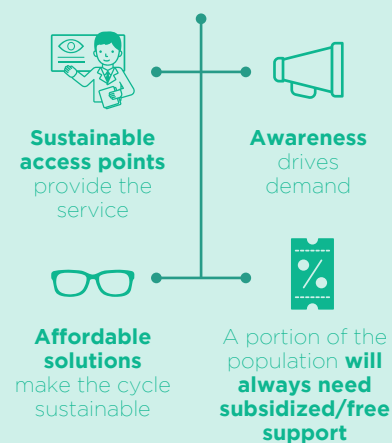 Sustainable
access points
provide the
service
Awareness
drives
demand
Affordable
solutions
make the cycle
sustainable
A portion of the
population will
always need
subsidized/free
support